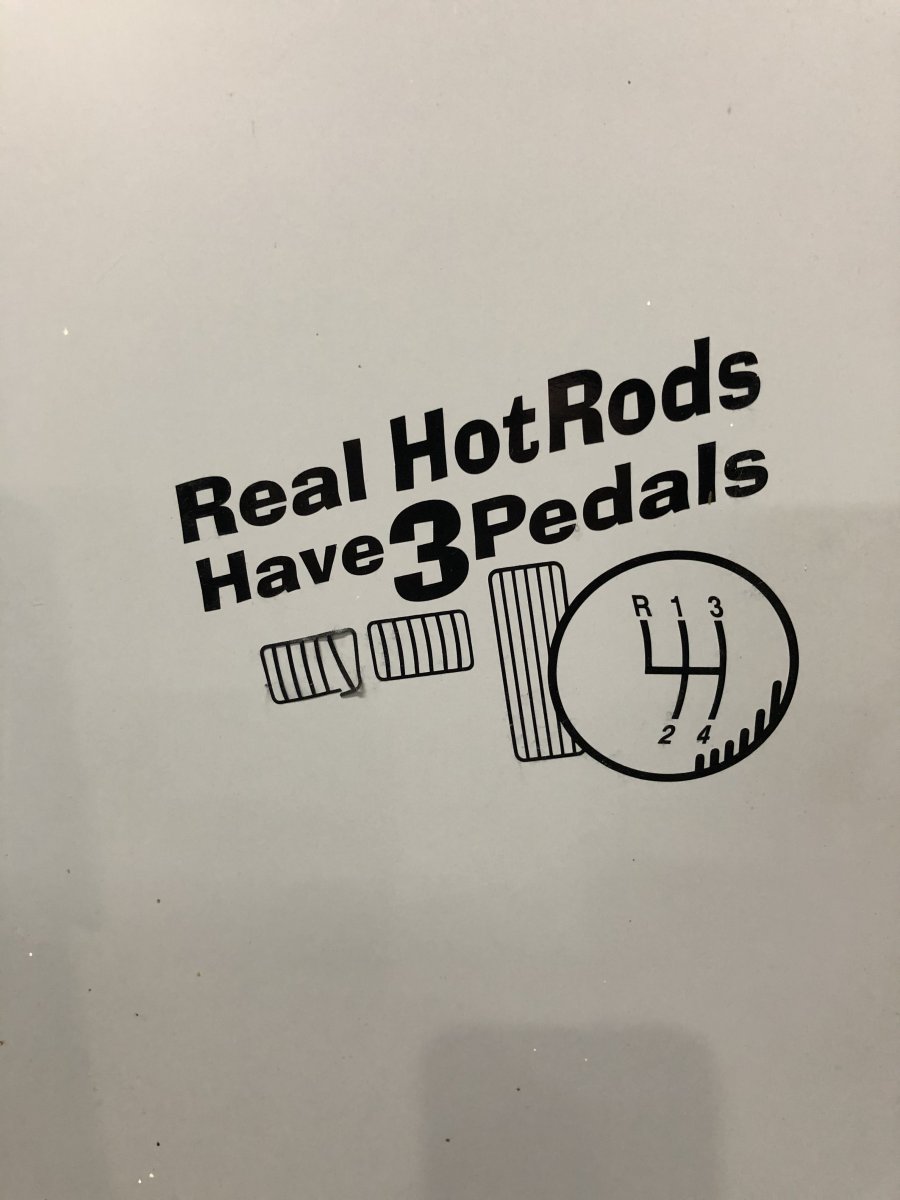 Real HotRods
Have 3 Pedals
R 1 3
2 4